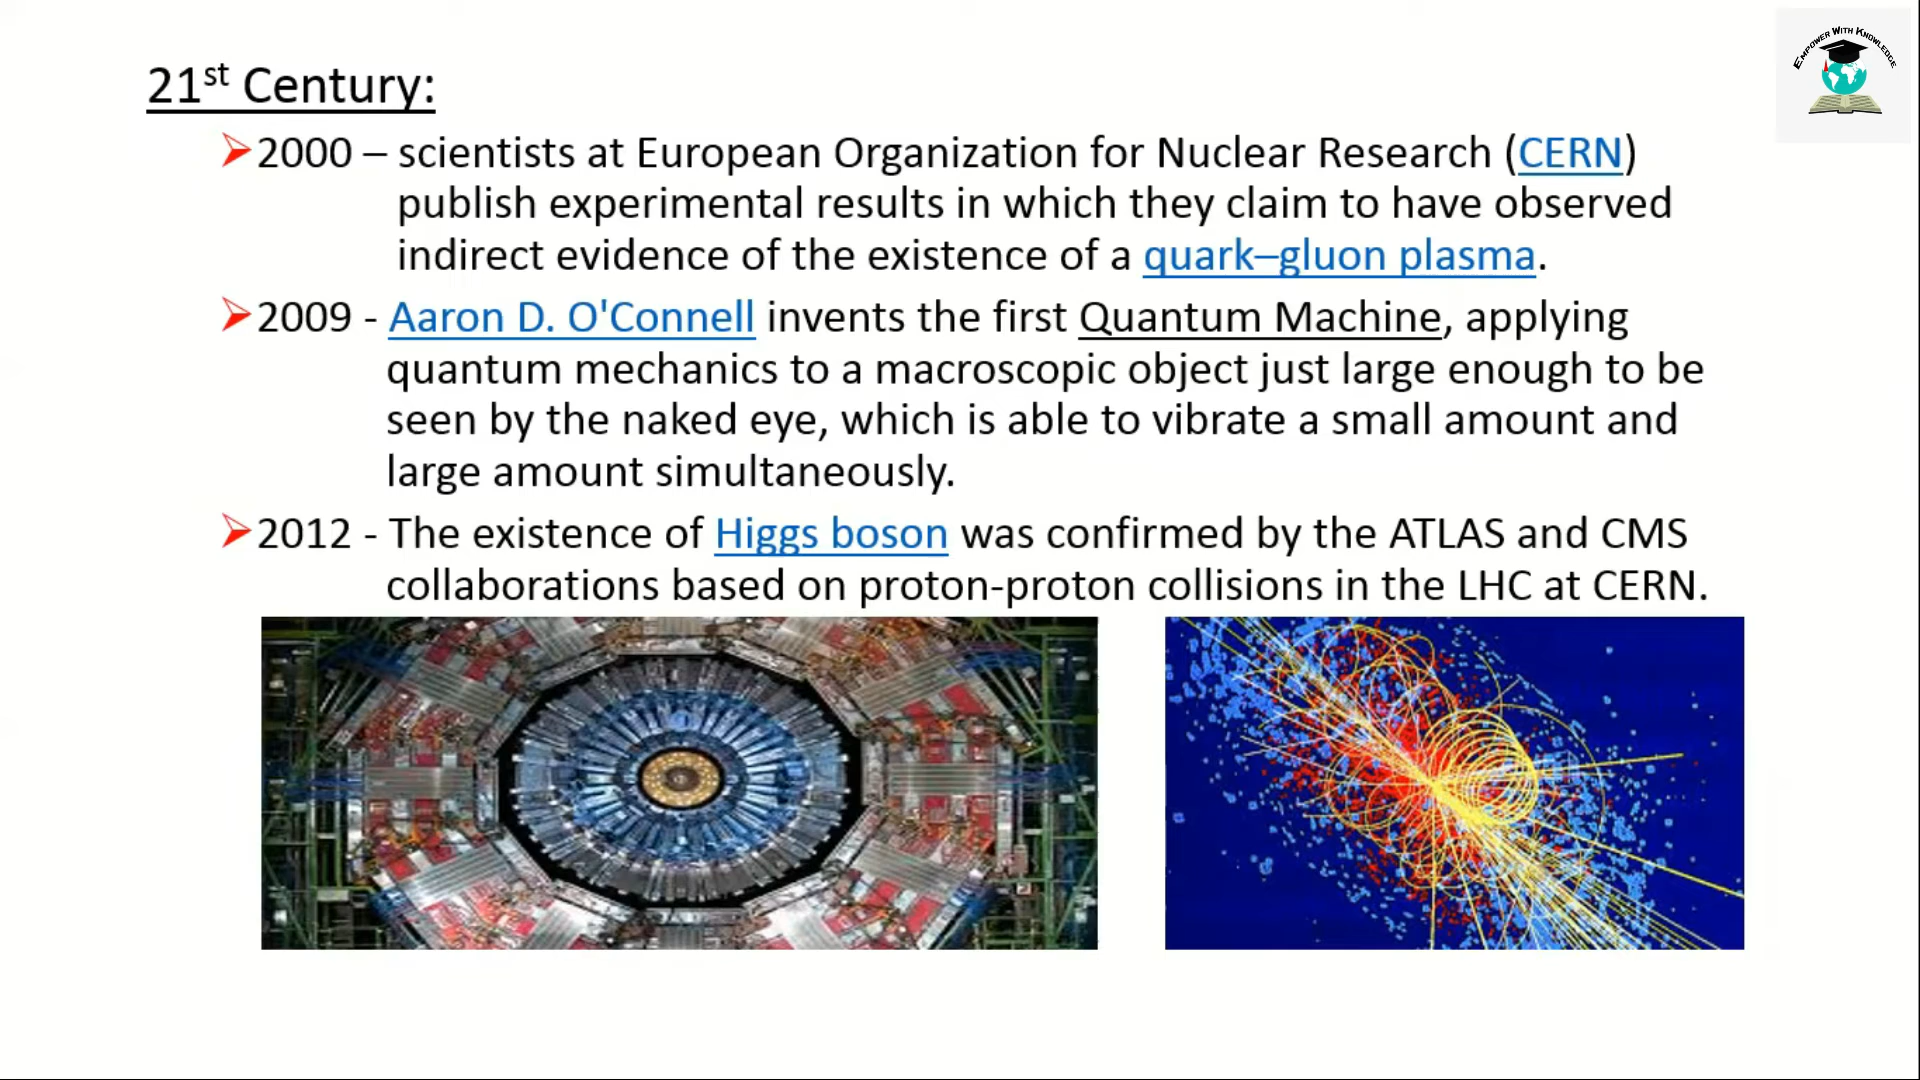 EMPOWER WITH KNOWLEDGE
21st Century:
2000 – scientists at European Organization for Nuclear Research (CERN)
publish experimental results in which they claim to have observed
indirect evidence of the existence of a quark–gluon plasma.
2009 - Aaron D. O'Connell invents the first Quantum Machine, applying
quantum mechanics to a macroscopic object just large enough to be
seen by the naked eye, which is able to vibrate a small amount and
large amount simultaneously.
2012 - The existence of Higgs boson was confirmed by the ATLAS and CMS
collaborations based on proton-proton collisions in the LHC at CERN.